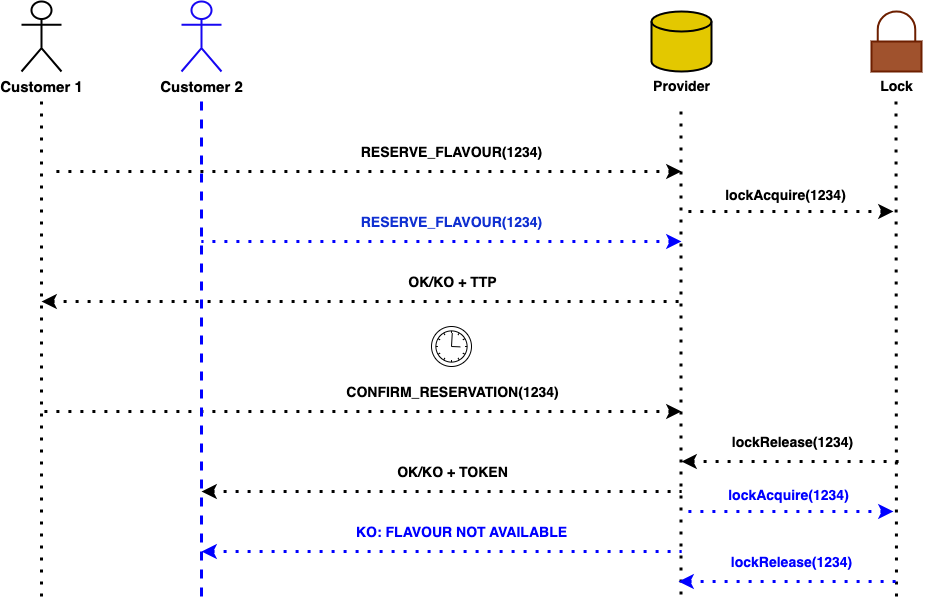 Customer 1
Customer 2
Provider
Lock
RESERVE_FLAVOUR(1234)
lockAcquire(1234)
RESERVE_FLAVOUR(1234)
OK/KO + TTP
CONFIRM_RESERVATION(1234)
lockRelease(1234)
OK/KO + TOKEN
lockAcquire(1234)
KO: FLAVOUR NOT AVAILABLE
lockRelease(1234)